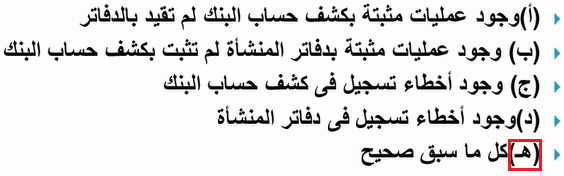 (أ)وجود عمليات مثبتة بكشف حساب البنك لم تقيد بالدفاتر
(ب) وجود عمليات مثبتة بدفاتر المنشأة لم تثبت بكشف حساب البنك
(ج) وجود أخطاء تسجيل فى كشف حساب البنك
(د)وجود أخطاء تسجيل فى دفاتر المنشأة
(هـ)كل ما سبق صحيح